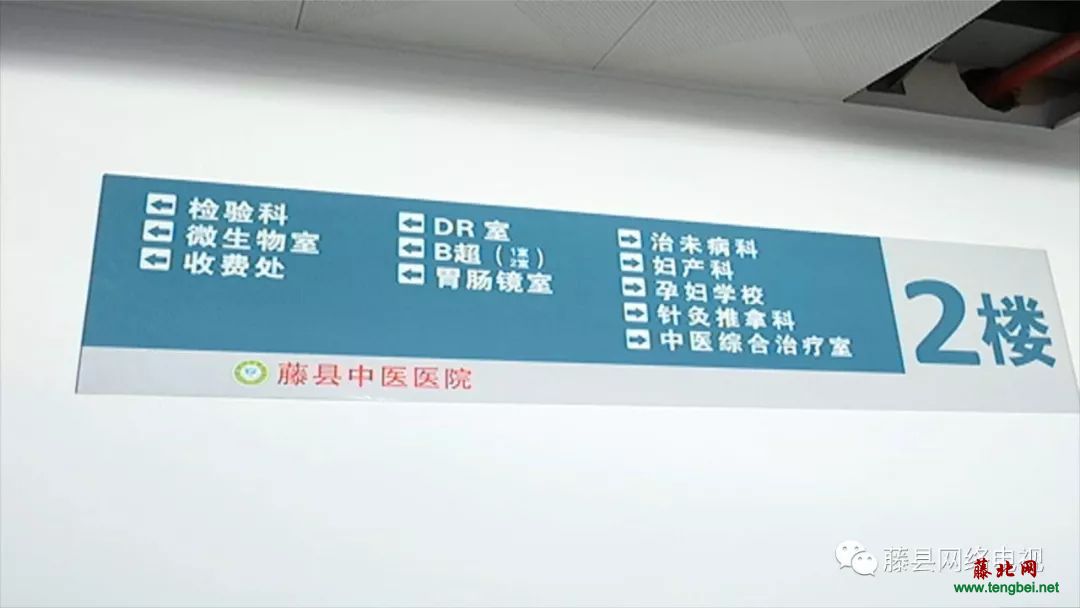 检验科
微生物室
收费处
DR室
B超（1室 2室）
胃肠镜室
治未病科
妇产科
孕妇学校
针灸推拿科
中医综合治疗室
2楼
藤县中医医院
藤县网络电视
藤北网
www.tengbei.net